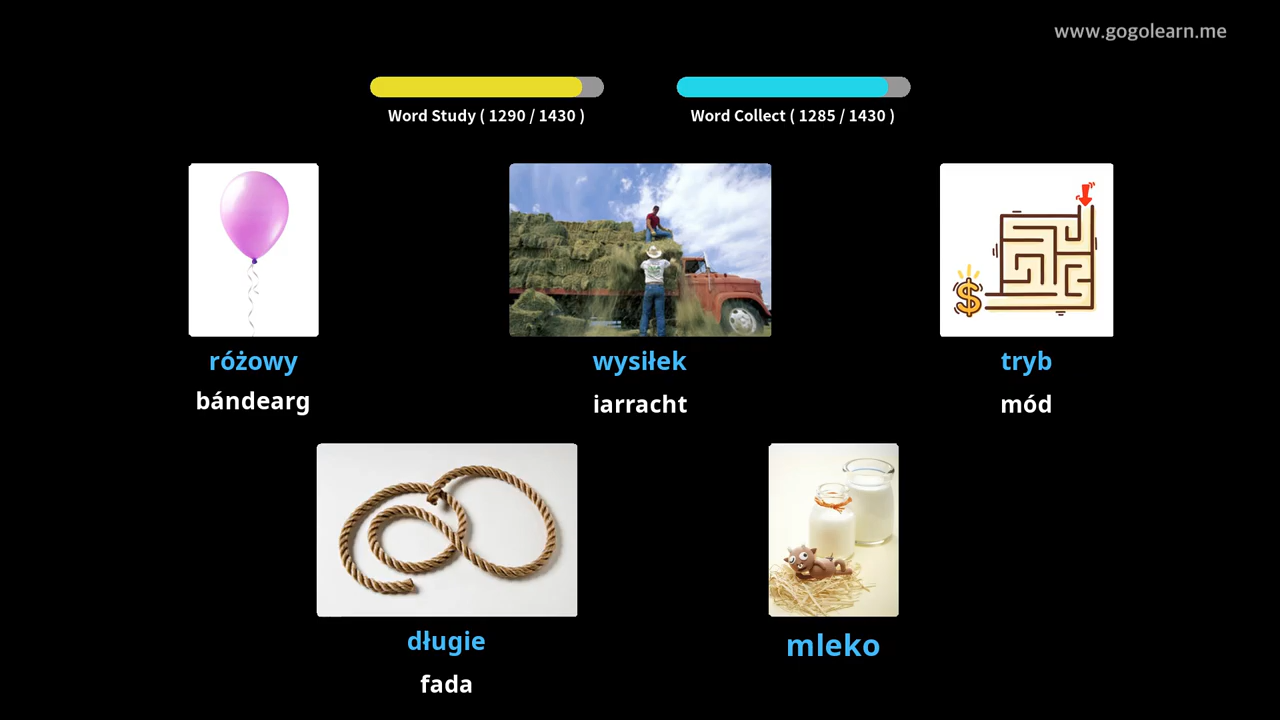 www.gogolearn.me
Word Study ( 1290 / 1430 )
Word Collect ( 1285 / 1430 )
różowy
bándearg
wysiłek
iarracht
tryb
mód
długie
fada
mleko